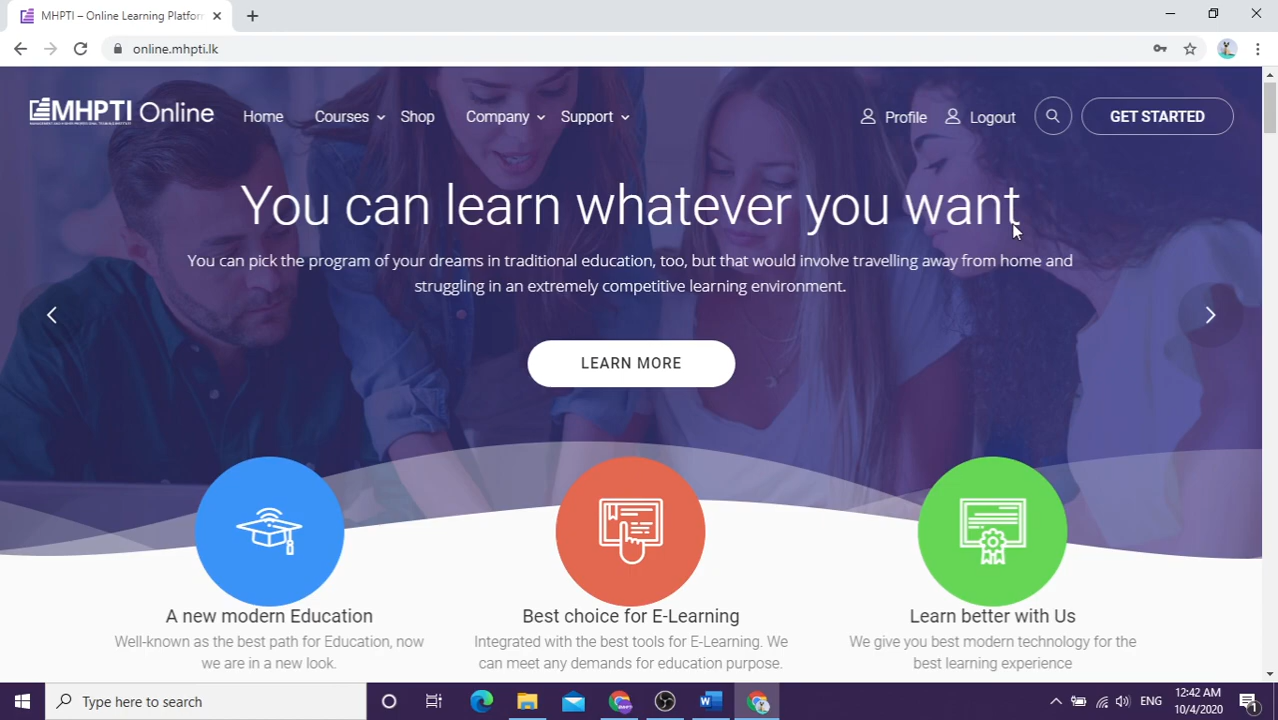 MHPTI – Online Learning Platfor
online.mhpti.lk
MHPTI Online
Home
Courses
Shop
Company
Support
Profile
Logout
GET STARTED
You can learn whatever you want
You can pick the program of your dreams in traditional education, too, but that would involve travelling away from home and
struggling in an extremely competitive learning environment.
LEARN MORE
A new modern Education
Well-known as the best path for Education, now
we are in a new look.
Best choice for E-Learning
Integrated with the best tools for E-Learning. We
can meet any demands for education purpose.
Learn better with Us
We give you best modern technology for the
best learning experience
Type here to search
ENG
12:42 AM
10/4/2020
1